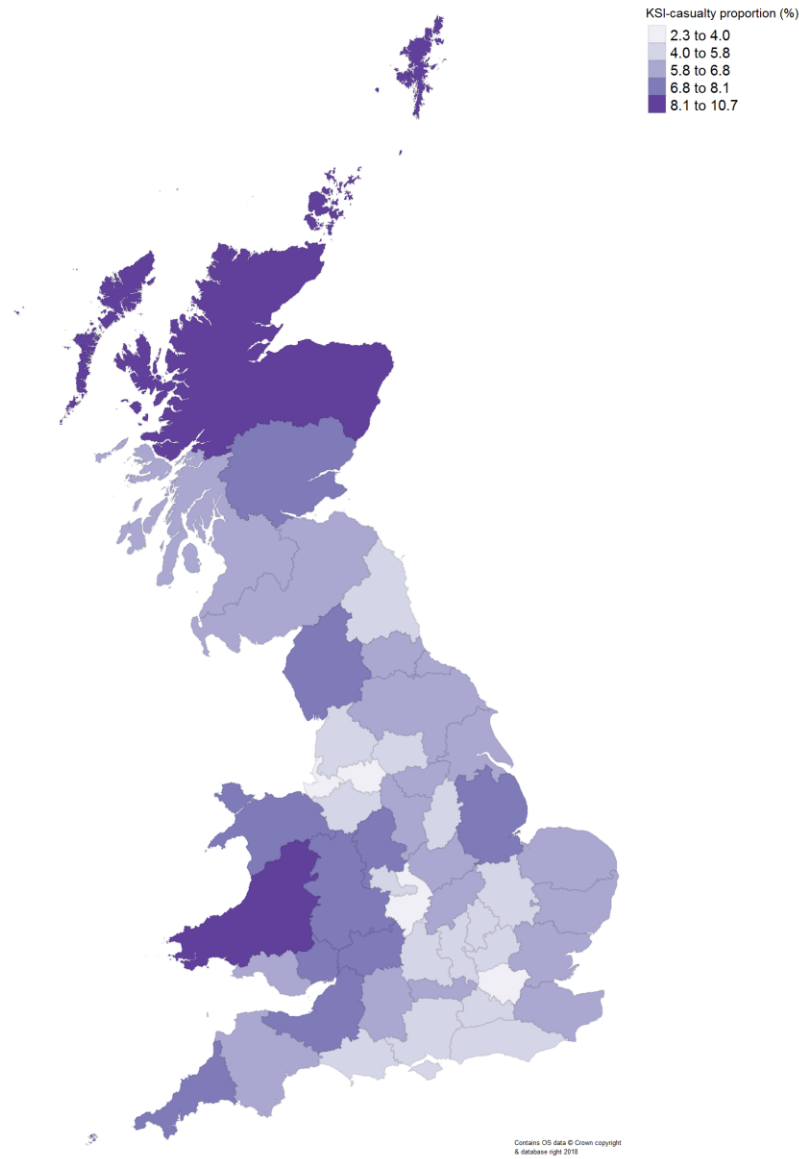 KSI-casualty proportion (%)
2.3 to 4.0
4.0 to 5.8
5.8 to 6.8
6.8 to 8.1
8.1 to 10.7
Contains OS data © Crown copyright
& database right 2018